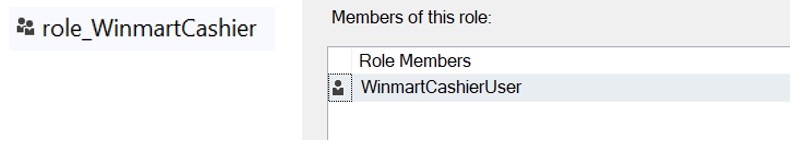 role_WinmartCashier
Members of this role:
Role Members
WinmartCashierUser